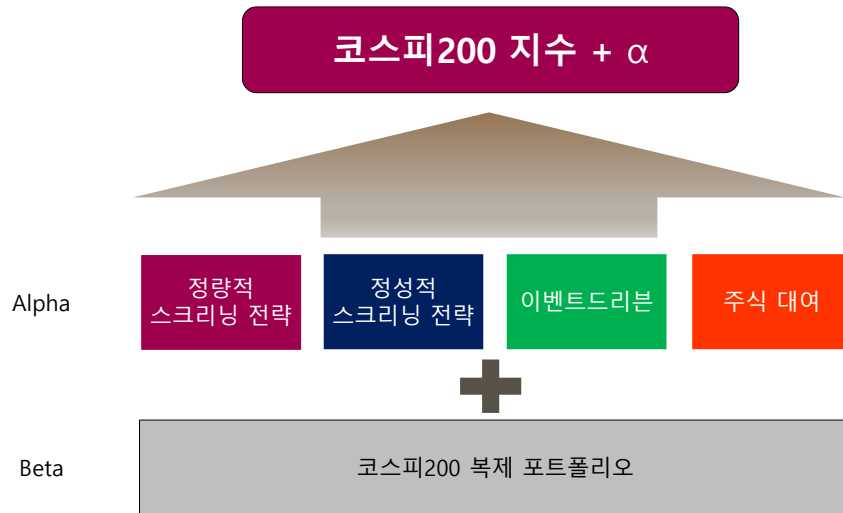 코스피200 지수 + α
Alpha
정량적
스크리닝 전략
정성적
스크리닝 전략
이벤트드리븐
주식 대여
Beta
코스피200 복제 포트폴리오